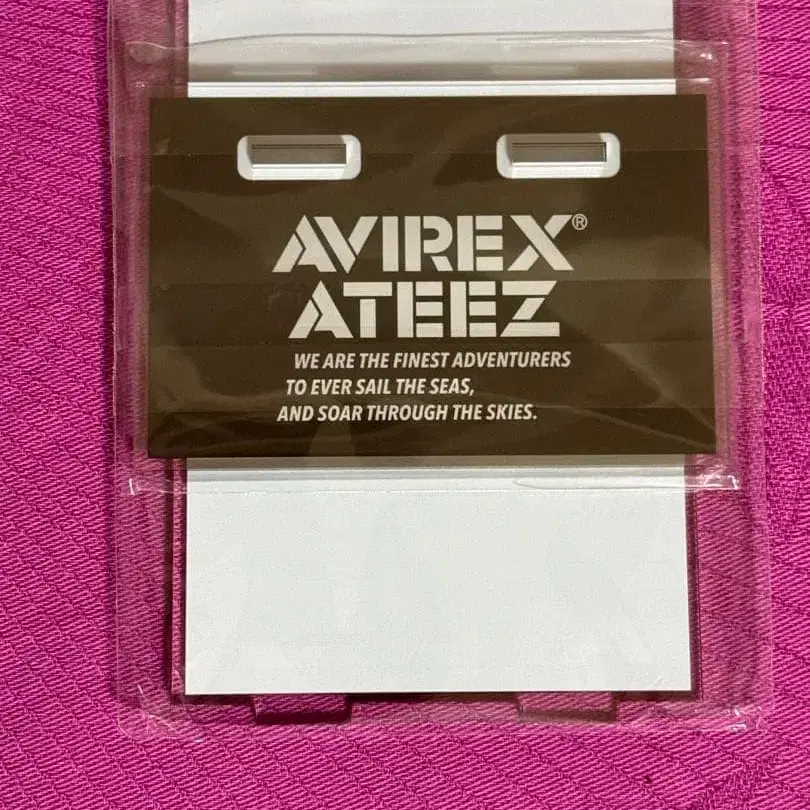 AVIREX®
ATEEZ
WE ARE THE FINEST ADVENTURERS
TO EVER SAIL THE SEAS,
AND SOAR THROUGH THE SKIES.